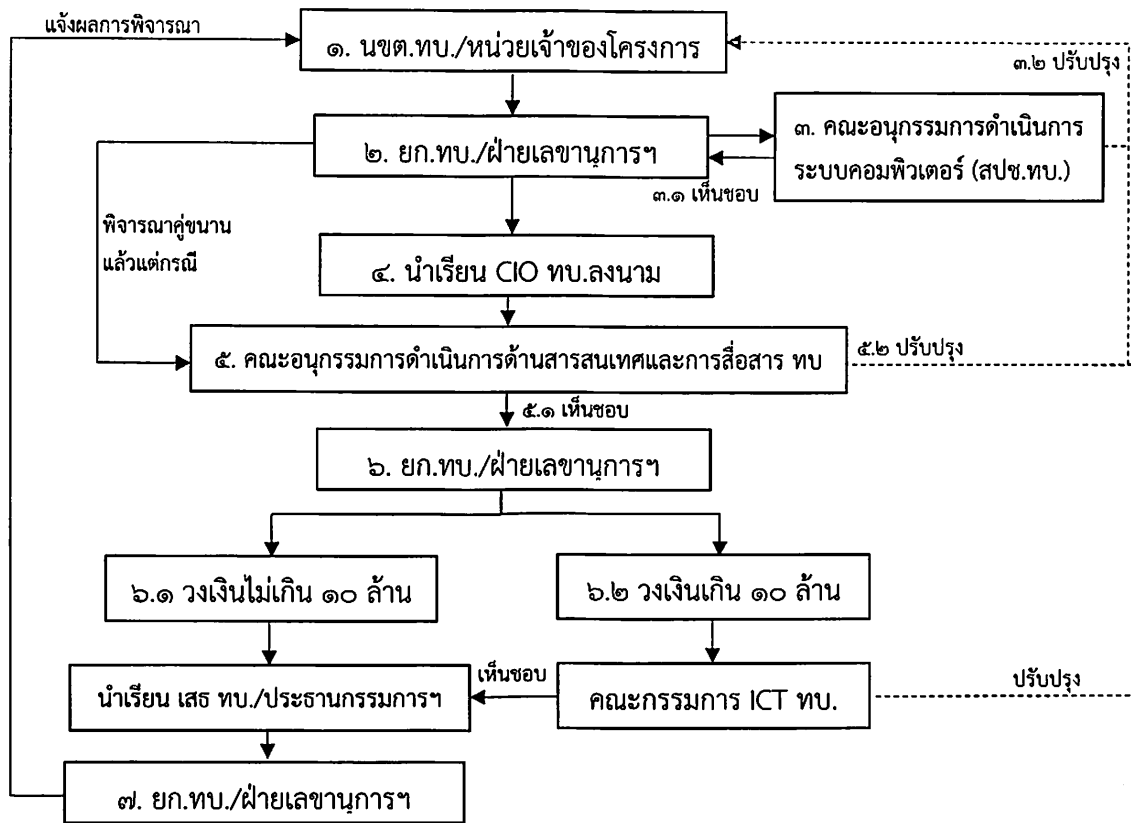 แจ้งผลการพิจารณา
๑. นขต.ทบ./หน่วยเจ้าของโครงการ
๓.๒ ปรับปรุง
๒. ยก.ทบ./ฝ่ายเลขานุการฯ
๓. คณะอนุกรรมการดำเนินการ
ระบบคอมพิวเตอร์ (สปช.ทบ.)
๓.๑ เห็นชอบ
พิจารณาคู่ขนาน
แล้วแต่กรณี
๔. นำเรียน CIO ทบ.ลงนาม
๕. คณะอนุกรรมการดำเนินการด้านสารสนเทศและการสื่อสาร ทบ
๕.๒ ปรับปรุง
๕.๑ เห็นชอบ
๖. ยก.ทบ./ฝ่ายเลขานุการฯ
๖.๑ วงเงินไม่เกิน ๑๐ ล้าน
๖.๒ วงเงินเกิน ๑๐ ล้าน
นำเรียน เสธ ทบ./ประธานกรรมการฯ
เห็นชอบ
คณะกรรมการ ICT ทบ.
ปรับปรุง
๗. ยก.ทบ./ฝ่ายเลขานุการฯ